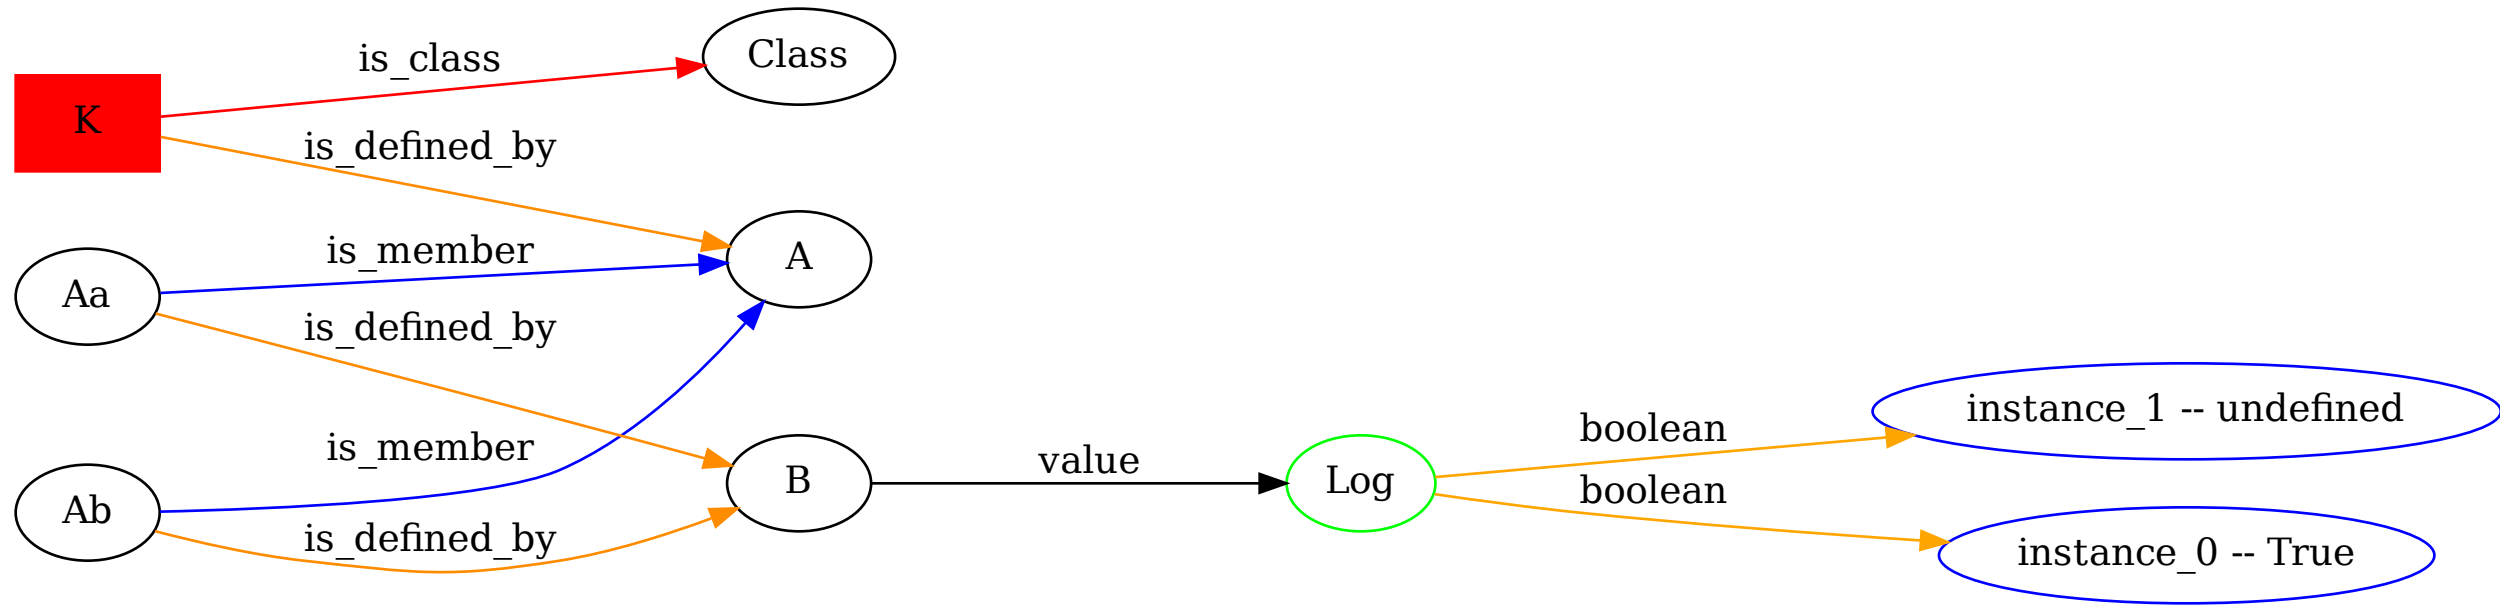 is_class
Class
K
is_defined_by
is_member
A
Aa
is_defined_by
is_member
Ab
is_defined_by
B
value
Log
boolean
instance_1 -- undefined
boolean
instance_0 -- True